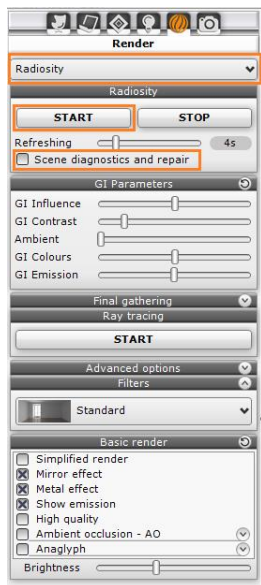 Render
Radiosity
Radiosity
START STOP
Refreshing 4s
Scene diagnostics and repair
GI Parameters
GI Influence
GI Contrast
Ambient
GI Colours
GI Emission
Final gathering
Ray tracing
START
Advanced options
Filters
Standard
Basic render
Simplified render
Mirror effect
Metal effect
Show emission
High quality
Ambient occlusion - AO
Anaglyph
Brightness